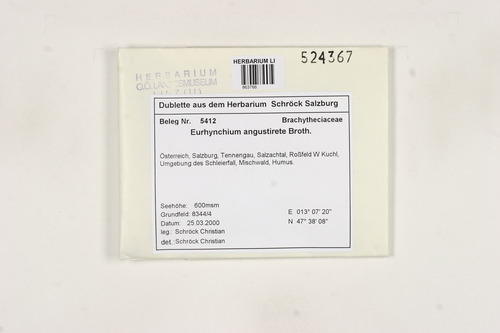 HERBARIUM LI
524367
HERBARIUM
O.Ö. LANDESMUSEUM
863766
Dublette aus dem Herbarium Schröck Salzburg
Beleg Nr. 5412 Brachytheciaceae
Eurhynchium angustirete Broth.
Österreich, Salzburg, Tennengau, Salzachtal, Roßfeld W Kuchl,
Umgebung des Schleierfall, Mischwald, Humus.
Seehöhe: 600msm
Grundfeld: 8344/4 E 013° 07' 20"
Datum: 25.03.2000 N 47° 38' 08"
leg: Schröck Christian
det.: Schröck Christian